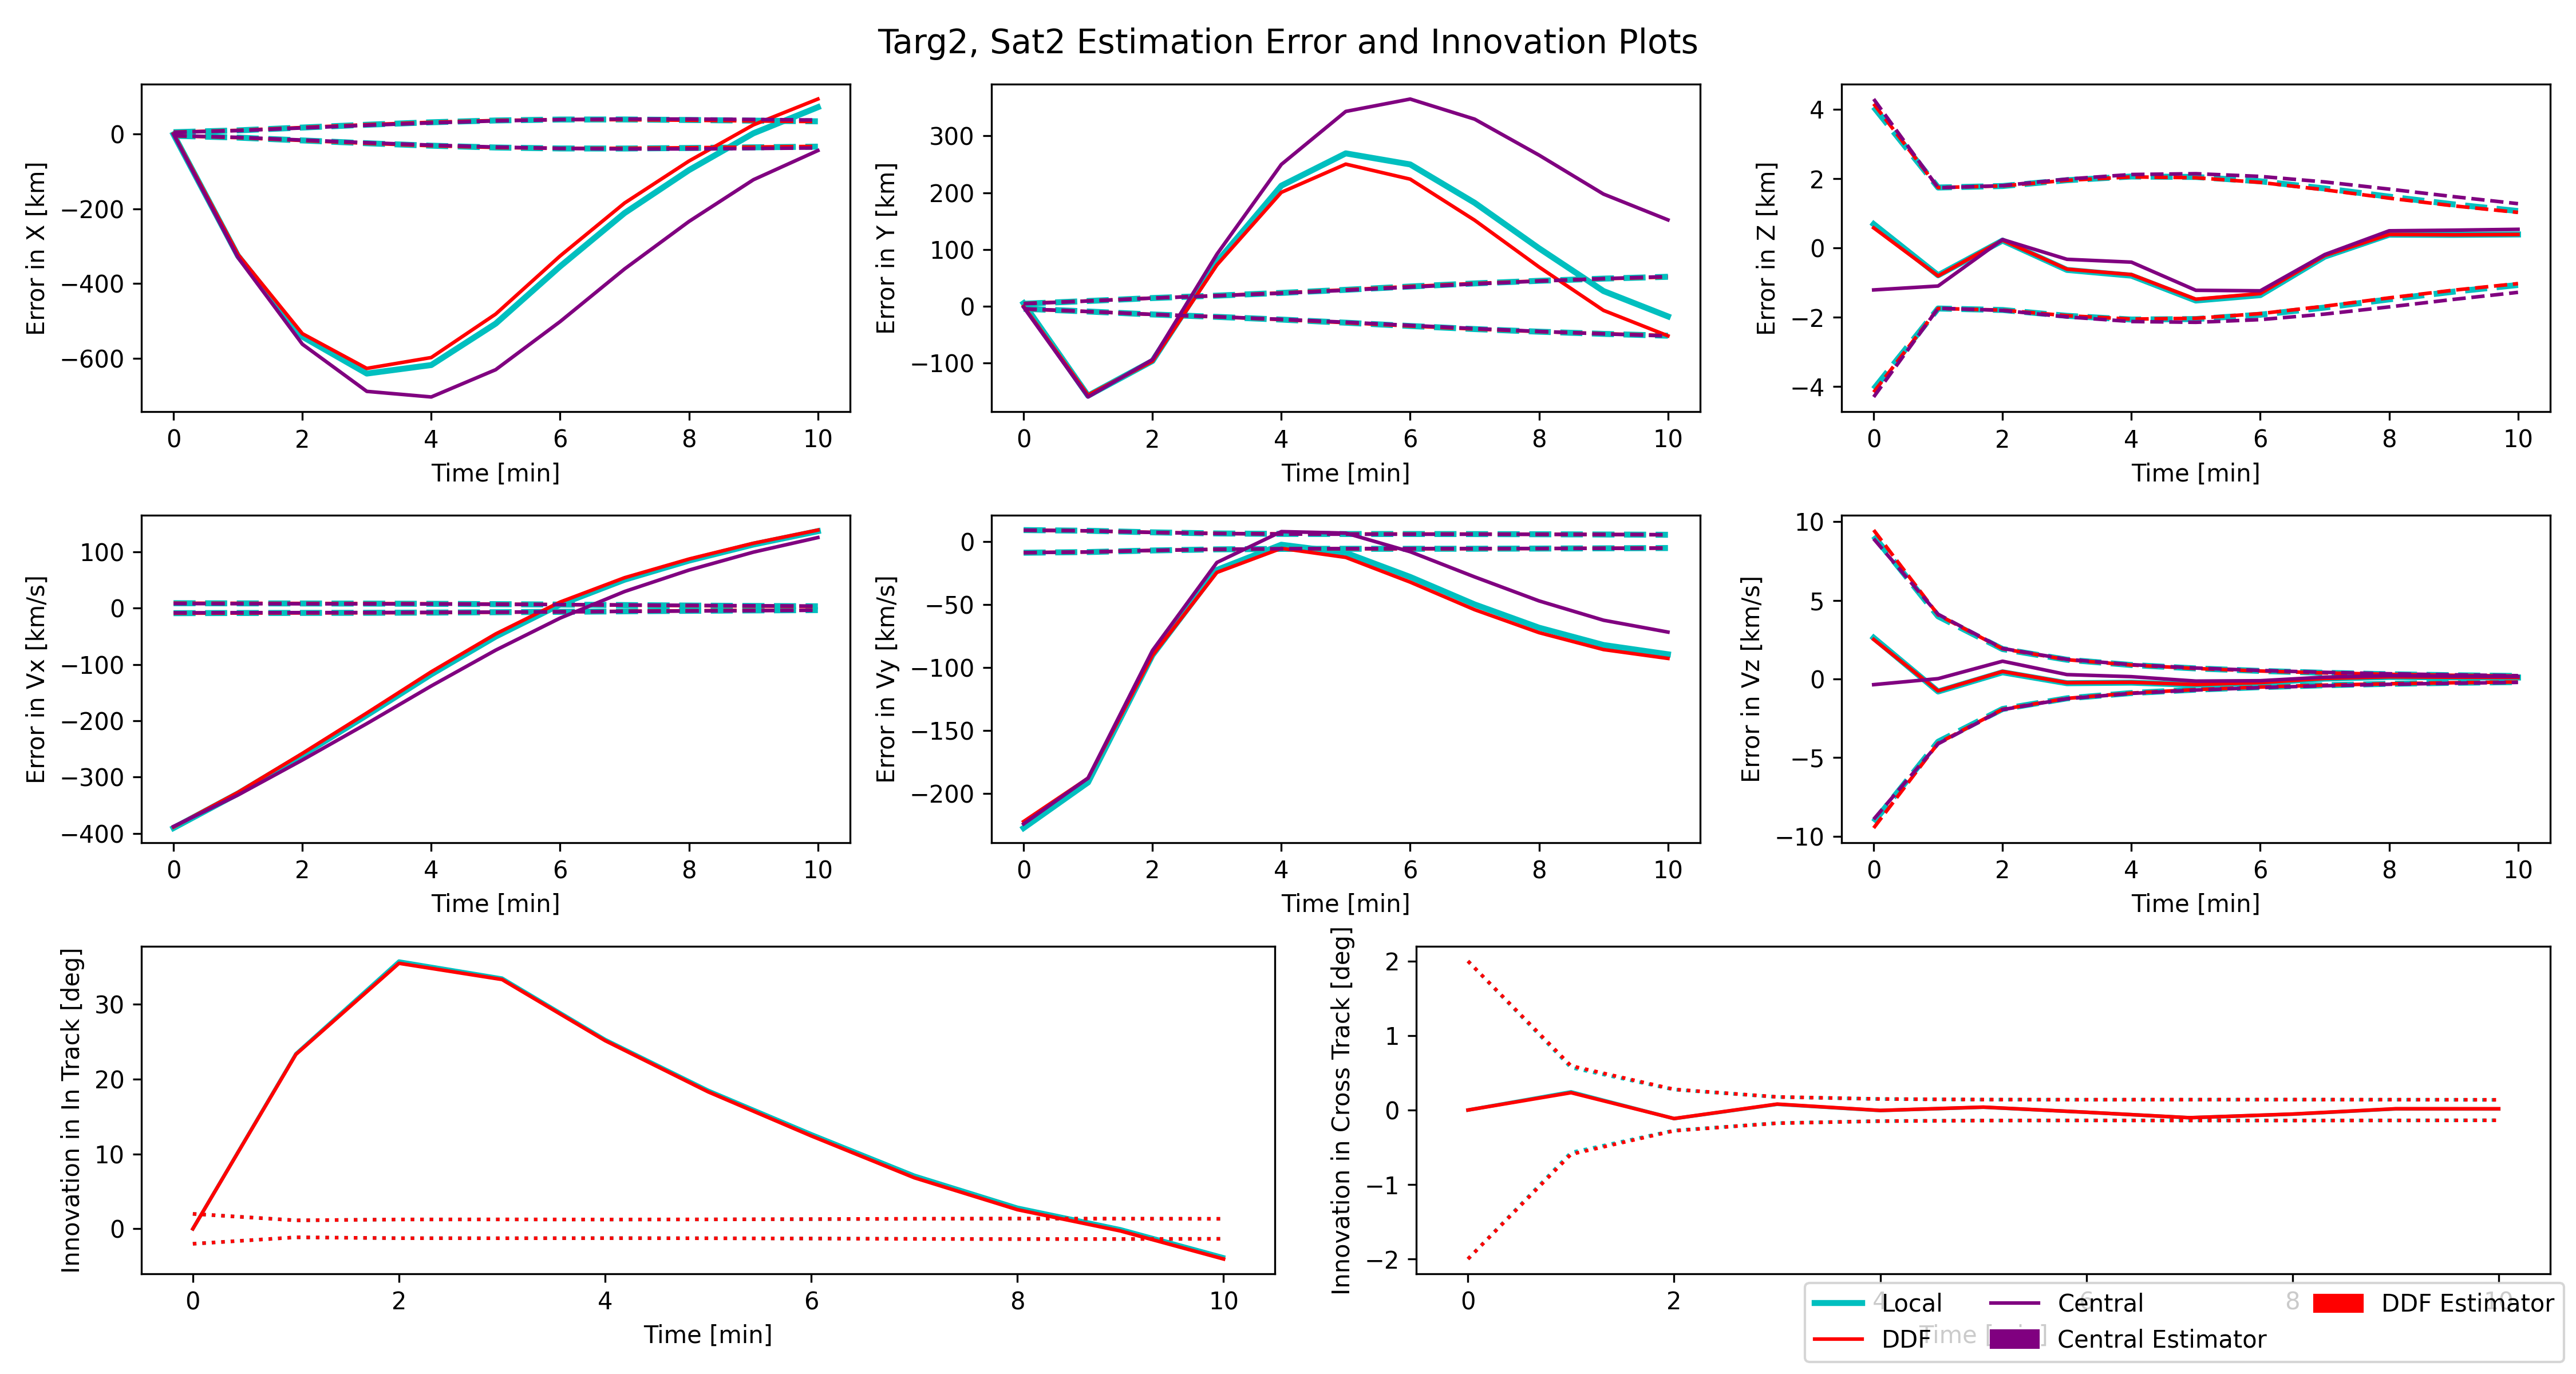 Targ2, Sat2 Estimation Error and Innovation Plots
Error in X [km]
0
−200
−400
−600
0 2 4 6 8 10
Time [min]
Error in Y [km]
300
200
100
0
−100
0 2 4 6 8 10
Time [min]
Error in Z [km]
4
2
0
−2
−4
0 2 4 6 8 10
Time [min]
Error in Vx [km/s]
100
0
−100
−200
−300
−400
0 2 4 6 8 10
Time [min]
Error in Vy [km/s]
0
−50
−100
−150
−200
0 2 4 6 8 10
Time [min]
Error in Vz [km/s]
10
5
0
−5
−10
0 2 4 6 8 10
Time [min]
Innovation in In Track [deg]
30
20
10
0
0 2 4 6 8 10
Time [min]
Innovation in Cross Track [deg]
2
1
0
−1
−2
0 2 4 6 8 10
Time
Local
DDF
Central
Central Estimator
DDF Estimator